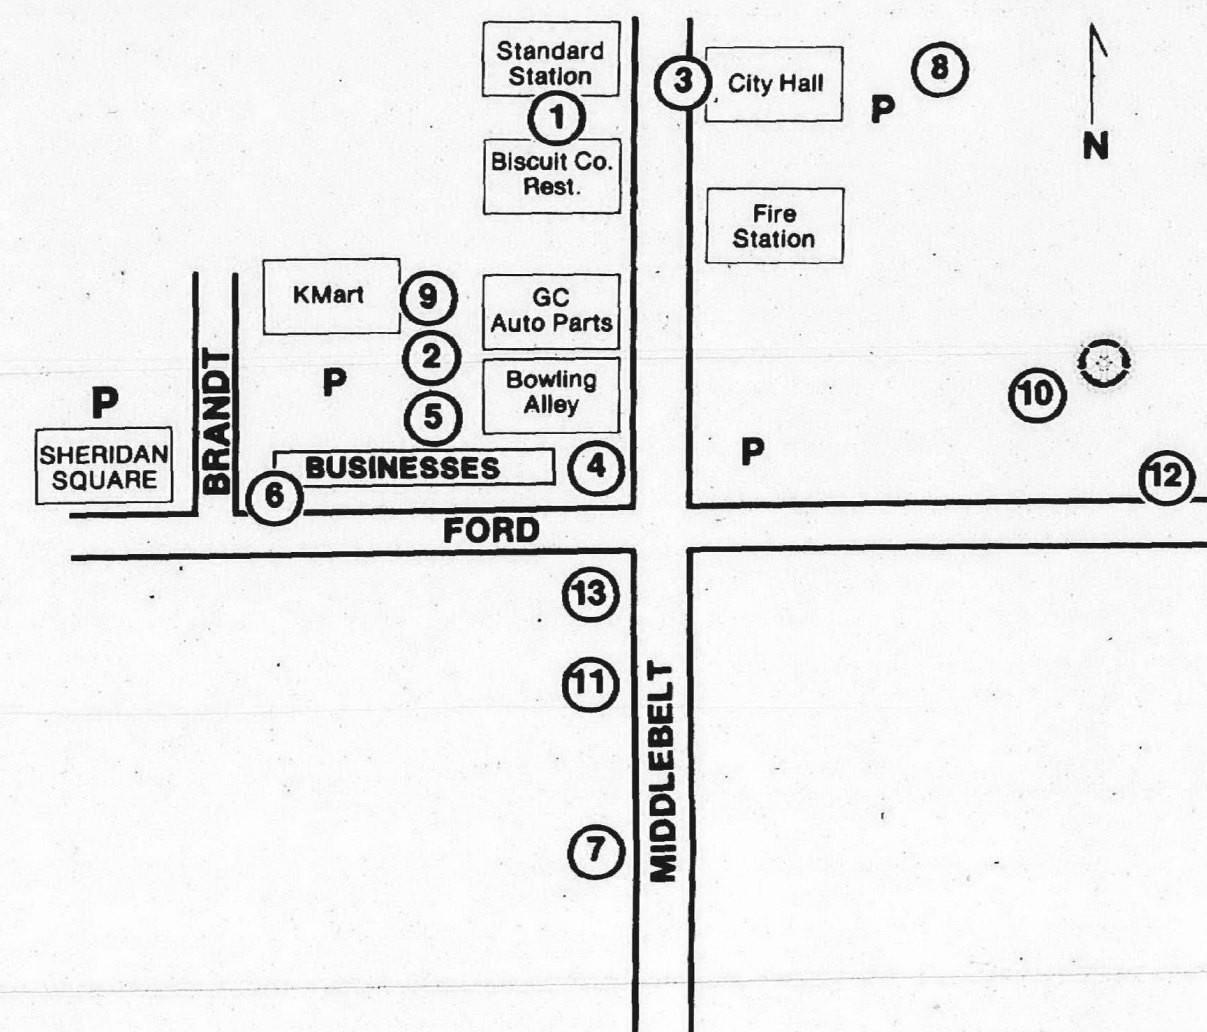 Standard
Station
1
Biscuit Co.
Rest.
3
City Hall
P
8
N
Fire
Station
KMart
9
GC
Auto Parts
2
P
Bowling
Alley
5
10
P
SHERIDAN
SQUARE
BRANDT
BUSINESSES
4
P
12
6
FORD
13
11
MIDDLEBELT
7